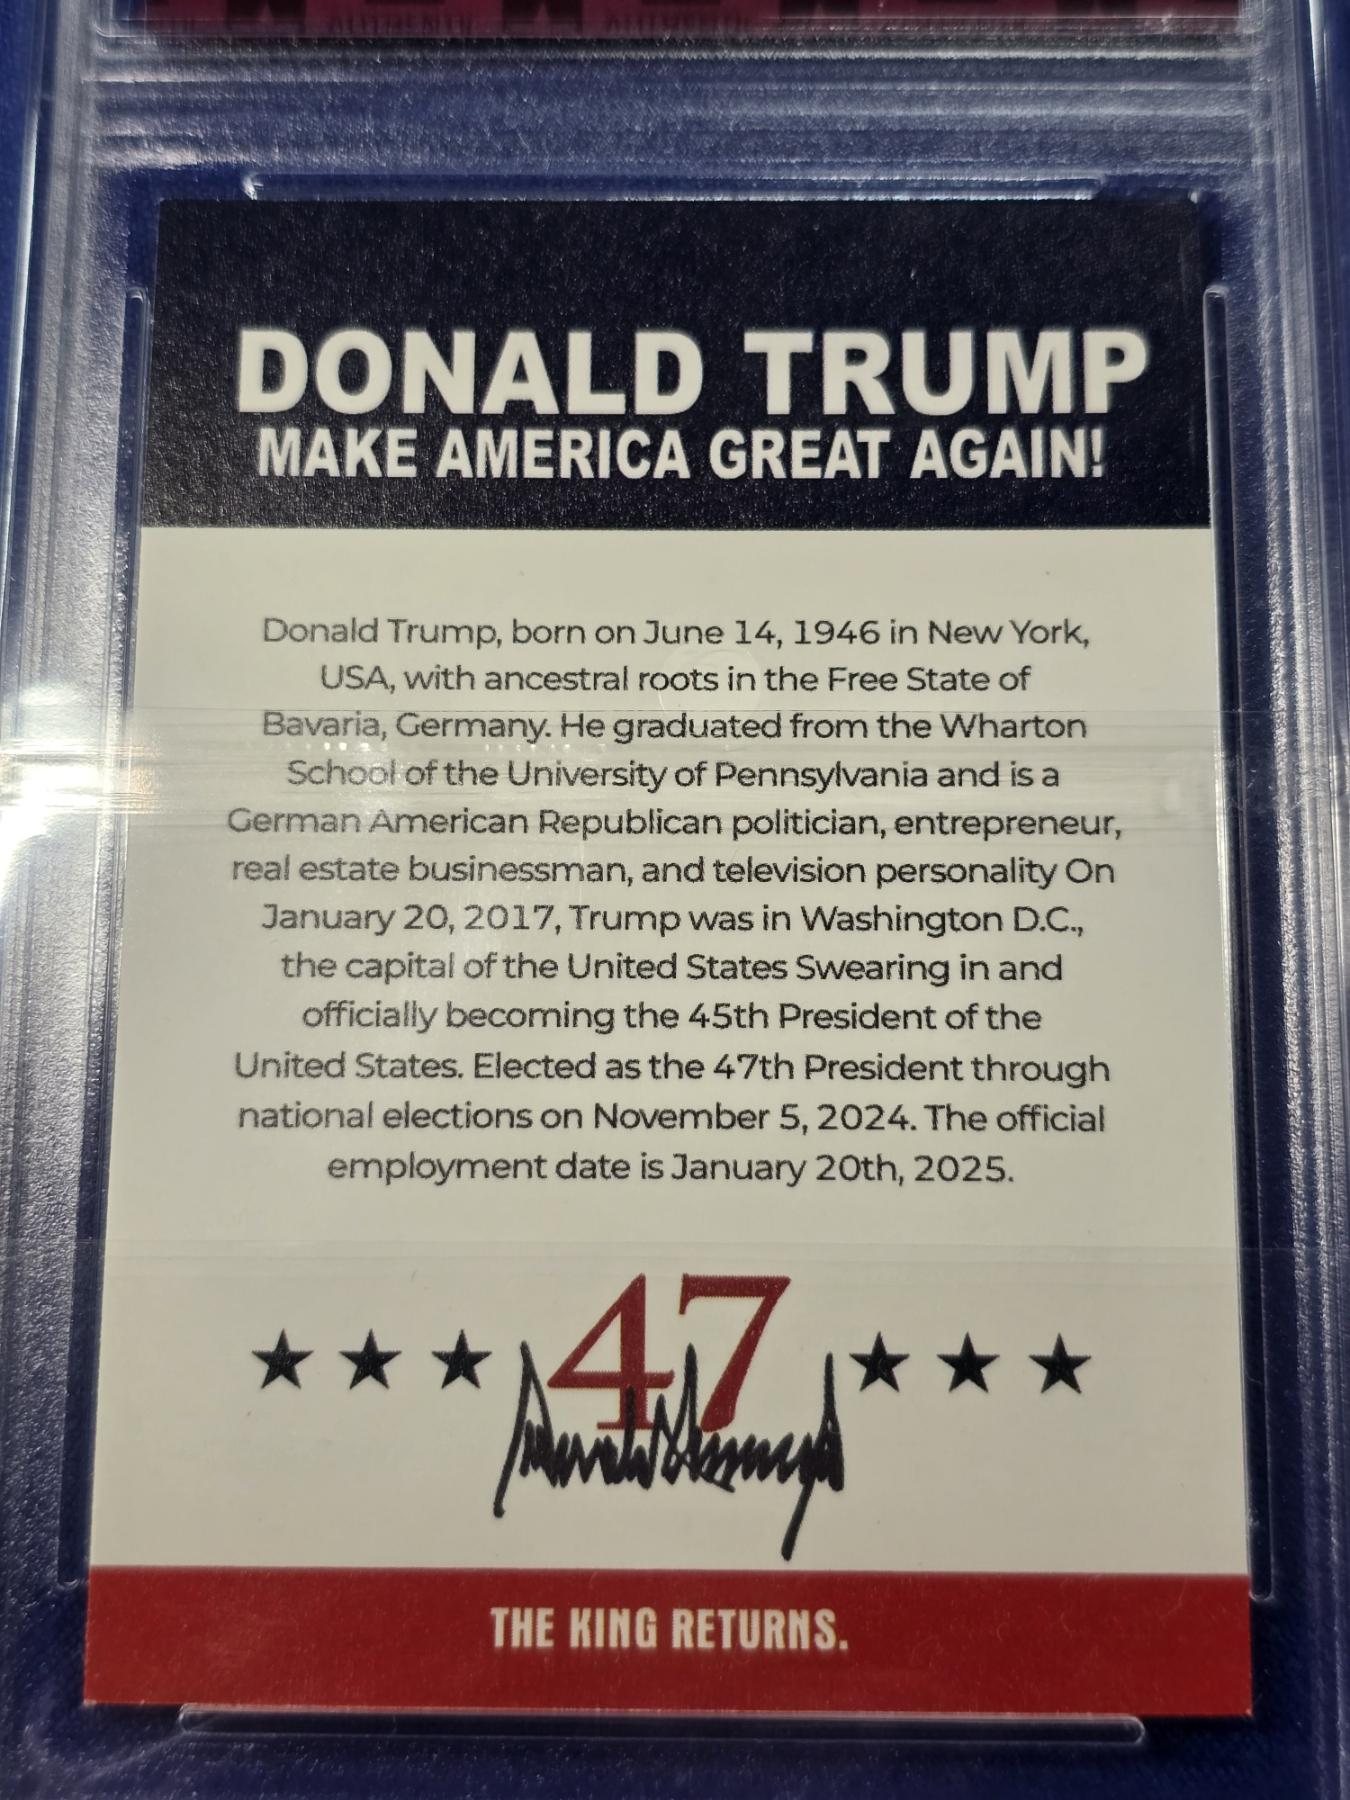 DONALD TRUMP
MAKE AMERICA GREAT AGAIN!
Donald Trump, born on June 14, 1946 in New York,
USA, with ancestral roots in the Free State of
Bavaria, Germany. He graduated from the Wharton
School of the University of Pennsylvania and is a
German American Republican politician, entrepreneur,
real estate businessman, and television personality On
January 20, 2017, Trump was in Washington D.C.,
the capital of the United States Swearing in and
officially becoming the 45th President of the
United States. Elected as the 47th President through
national elections on November 5, 2024. The official
employment date is January 20th, 2025.
47
THE KING RETURNS.